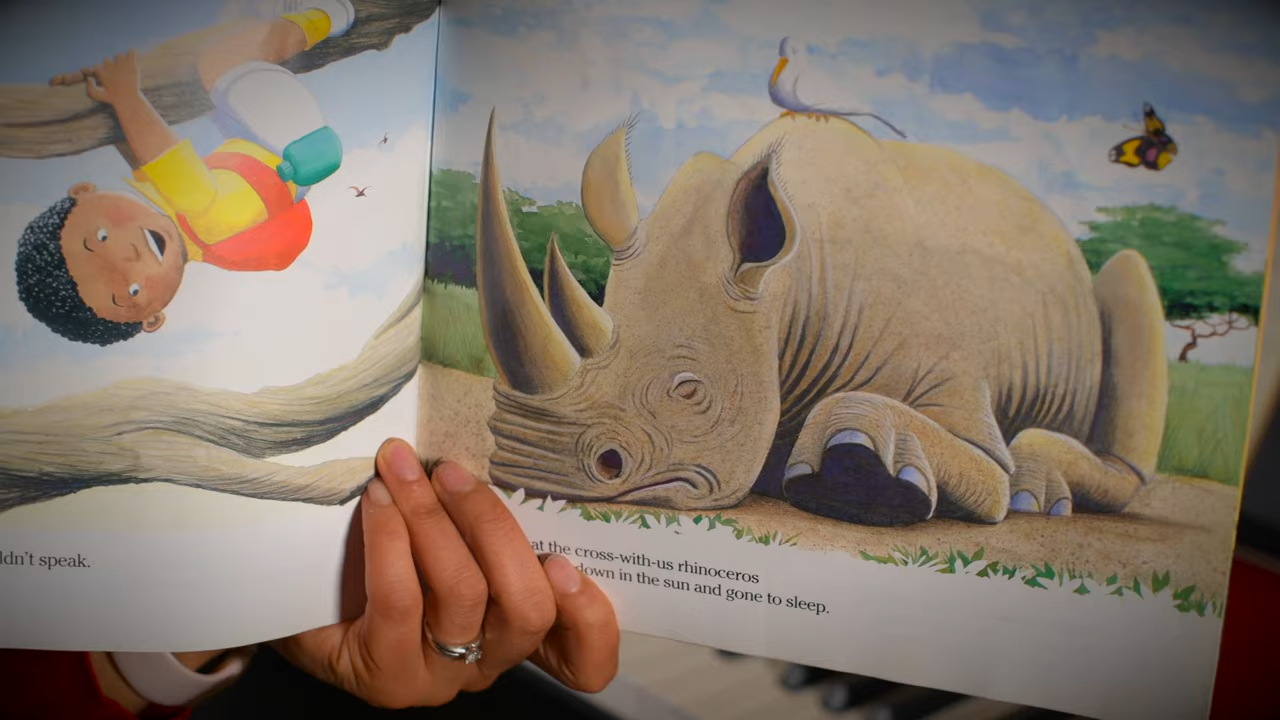 ldn't speak.
at the cross-with-us rhinoceros
down in the sun and gone to sleep.